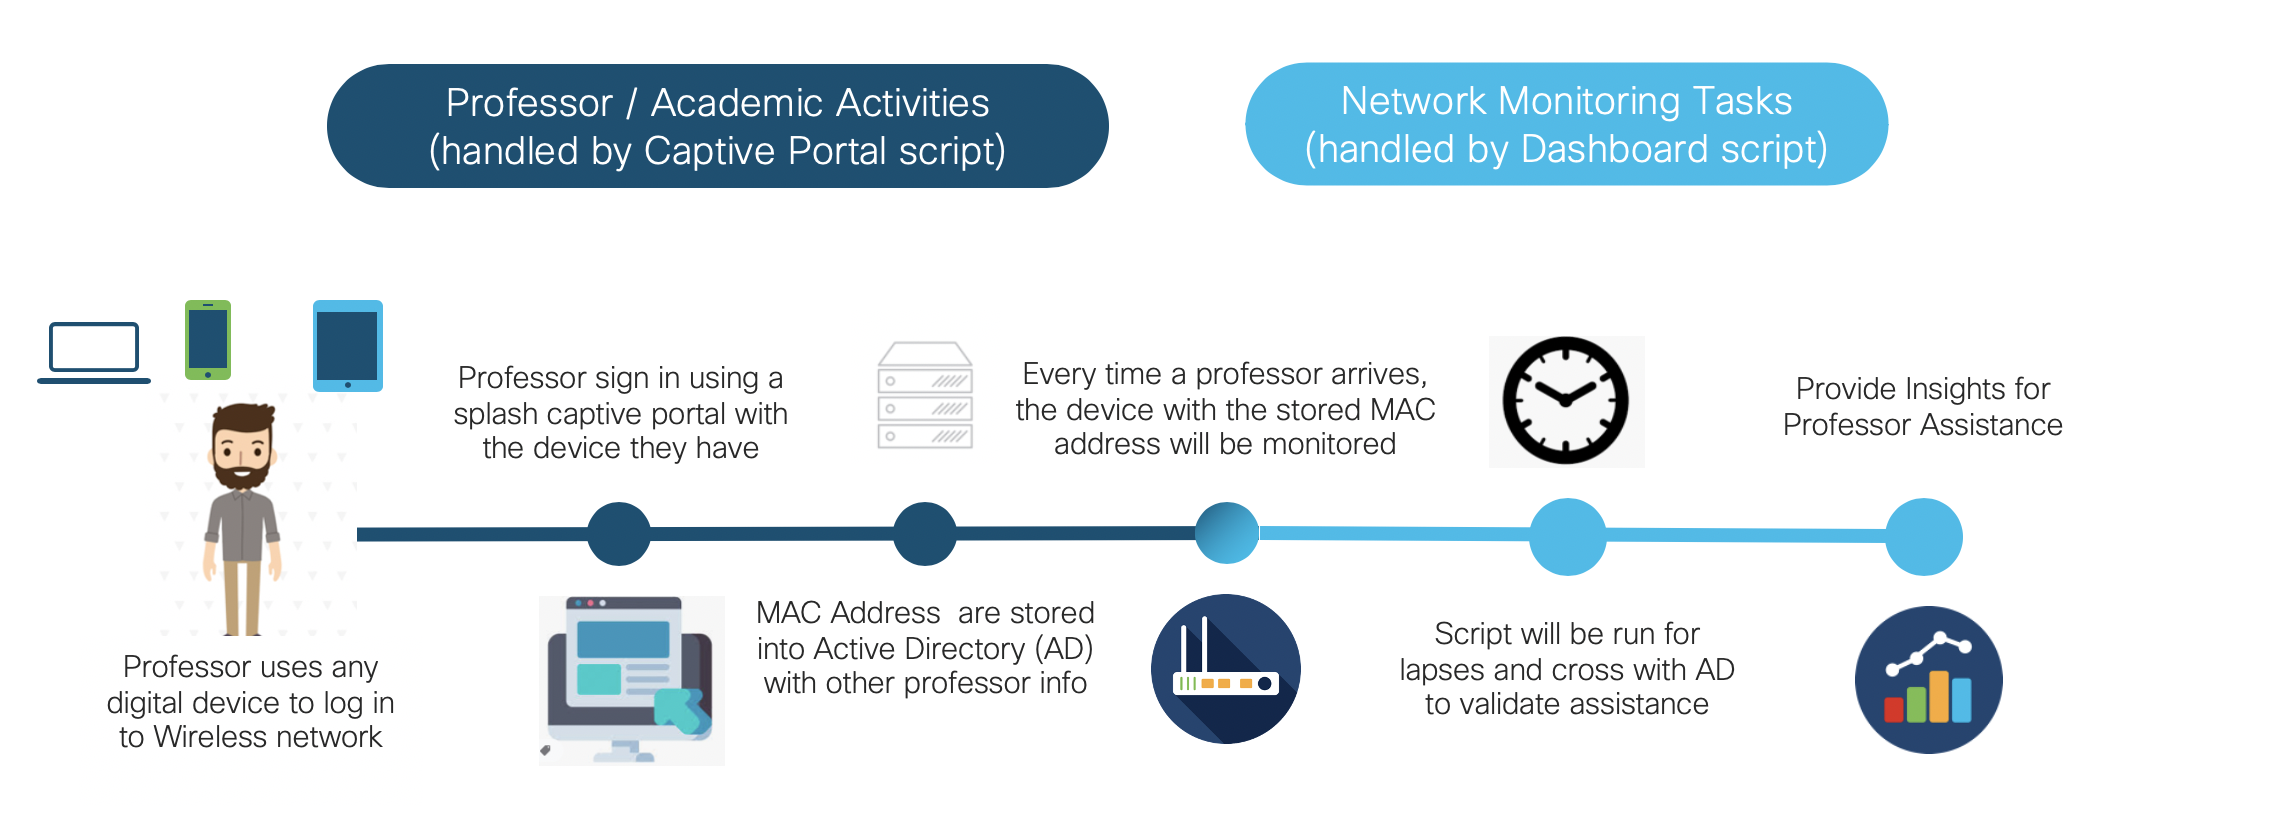 Professor / Academic Activities
(handled by Captive Portal script)
Network Monitoring Tasks
(handled by Dashboard script)
Professor uses any
digital device to log in
to Wireless network
Professor sign in using a
splash captive portal with
the device they have
MAC Address  are stored
into Active Directory (AD)
with other professor info
Every time a professor arrives,
the device with the stored MAC
address will be monitored
Script will be run for
lapses and cross with AD
to validate assistance
Provide Insights for
Professor Assistance